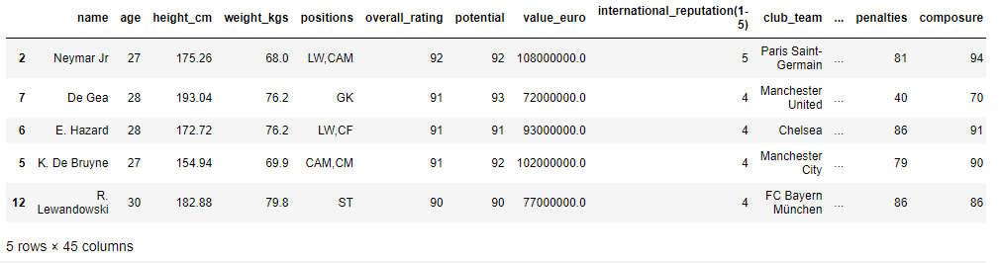 name age height_cm weight_kgs positions overall_rating potential value_euro international_reputation(1-5) club_team ... penalties composure
2 Neymar Jr 27 175.26 68.0 LW,CAM 92 92 108000000.0 5 Paris Saint-Germain ... 81 94
7 De Gea 28 193.04 76.2 GK 91 93 72000000.0 4 Manchester United ... 40 70
6 E. Hazard 28 172.72 76.2 LW,CF 91 91 93000000.0 4 Chelsea ... 86 91
5 K. De Bruyne 27 154.94 69.9 CAM,CM 91 92 102000000.0 4 Manchester City ... 79 90
12 R. Lewandowski 30 182.88 79.8 ST 90 90 77000000.0 4 FC Bayern München ... 86 86
5 rows × 45 columns